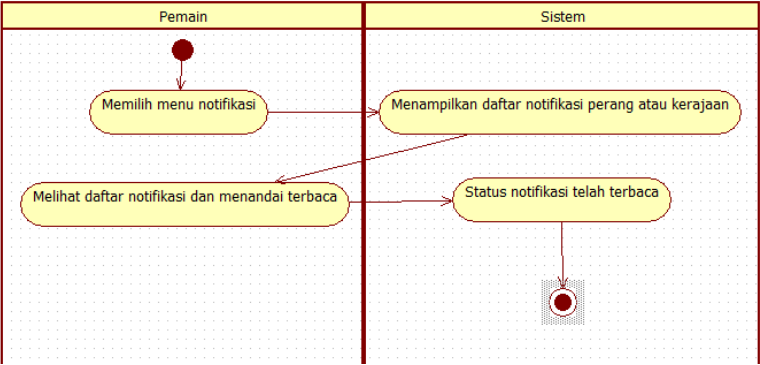 Pemain
Sistem
Memilih menu notifikasi
Menampilkan daftar notifikasi perang atau kerajaan
Melihat daftar notifikasi dan menandai terbaca
Status notifikasi telah terbaca